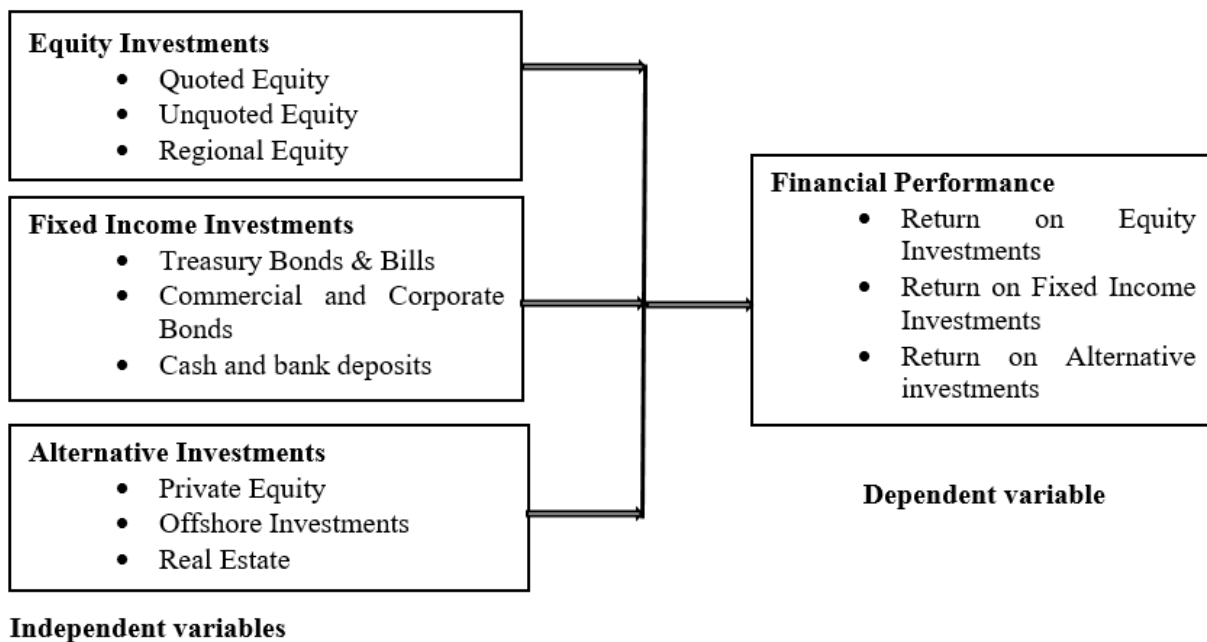 Equity Investments
• Quoted Equity
• Unquoted Equity
• Regional Equity
Fixed Income Investments
• Treasury Bonds & Bills
• Commercial and Corporate
Bonds
• Cash and bank deposits
Alternative Investments
• Private Equity
• Offshore Investments
• Real Estate
Independent variables
Financial Performance
• Return on Equity
Investments
• Return on Fixed Income
Investments
• Return on Alternative
investments
Dependent variable